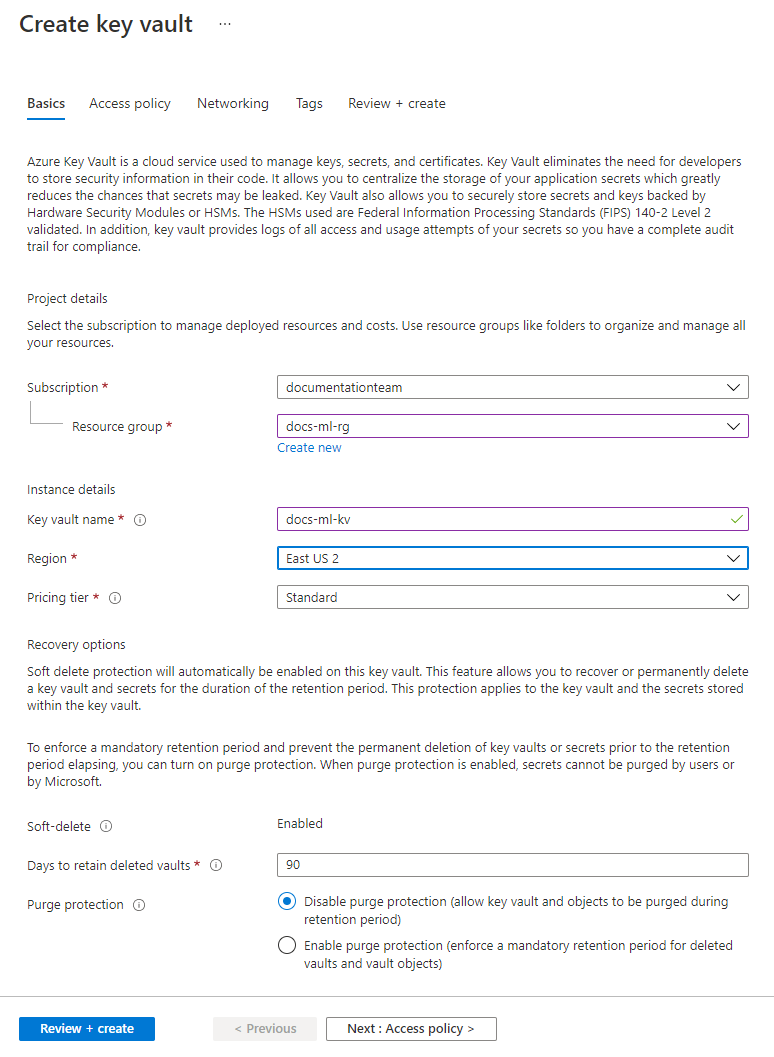 Create key vault ...
Basics Access policy Networking Tags Review + create
Azure Key Vault is a cloud service used to manage keys, secrets, and certificates. Key Vault eliminates the need for developers
to store security information in their code. It allows you to centralize the storage of your application secrets which greatly
reduces the chances that secrets may be leaked. Key Vault also allows you to securely store secrets and keys backed by
Hardware Security Modules or HSMs. The HSMs used are Federal Information Processing Standards (FIPS) 140-2 Level 2
validated. In addition, key vault provides logs of all access and usage attempts of your secrets so you have a complete audit
trail for compliance.
Project details
Select the subscription to manage deployed resources and costs. Use resource groups like folders to organize and manage all
your resources.
Subscription * documentationteam
Resource group * docs-ml-rg
Create new
Instance details
Key vault name * docs-ml-kv
Region * East US 2
Pricing tier * Standard
Recovery options
Soft delete protection will automatically be enabled on this key vault. This feature allows you to recover or permanently delete
a key vault and secrets for the duration of the retention period. This protection applies to the key vault and the secrets stored
within the key vault.
To enforce a mandatory retention period and prevent the permanent deletion of key vaults or secrets prior to the retention
period elapsing, you can turn on purge protection. When purge protection is enabled, secrets cannot be purged by users or
by Microsoft.
Soft-delete Enabled
Days to retain deleted vaults * 90
Purge protection Disable purge protection (allow key vault and objects to be purged during
retention period)
Enable purge protection (enforce a mandatory retention period for deleted
vaults and vault objects)
Review + create < Previous Next : Access policy >